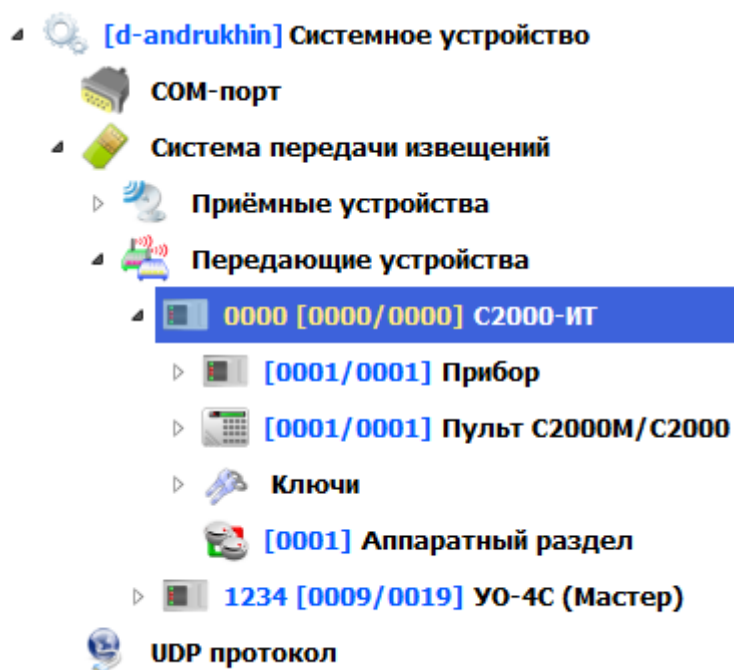 [d-andrukhin] Системное устройство
COM-порт
Система передачи извещений
Приёмные устройства
Передающие устройства
0000 [0000/0000] С2000-ИТ
[0001/0001] Прибор
[0001/0001] Пульт С2000М/С2000
Ключи
[0001] Аппаратный раздел
1234 [0009/0019] УО-4С (Мастер)
UDP протокол